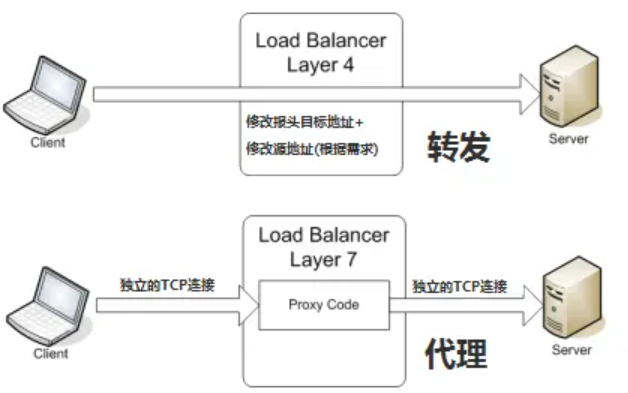 Load Balancer
Layer 4
修改报头目标地址+
修改源地址(根据需求)
转发
Client
Server
Load Balancer
Layer 7
独立的TCP连接
Proxy Code
独立的TCP连接
代理
Client
Server